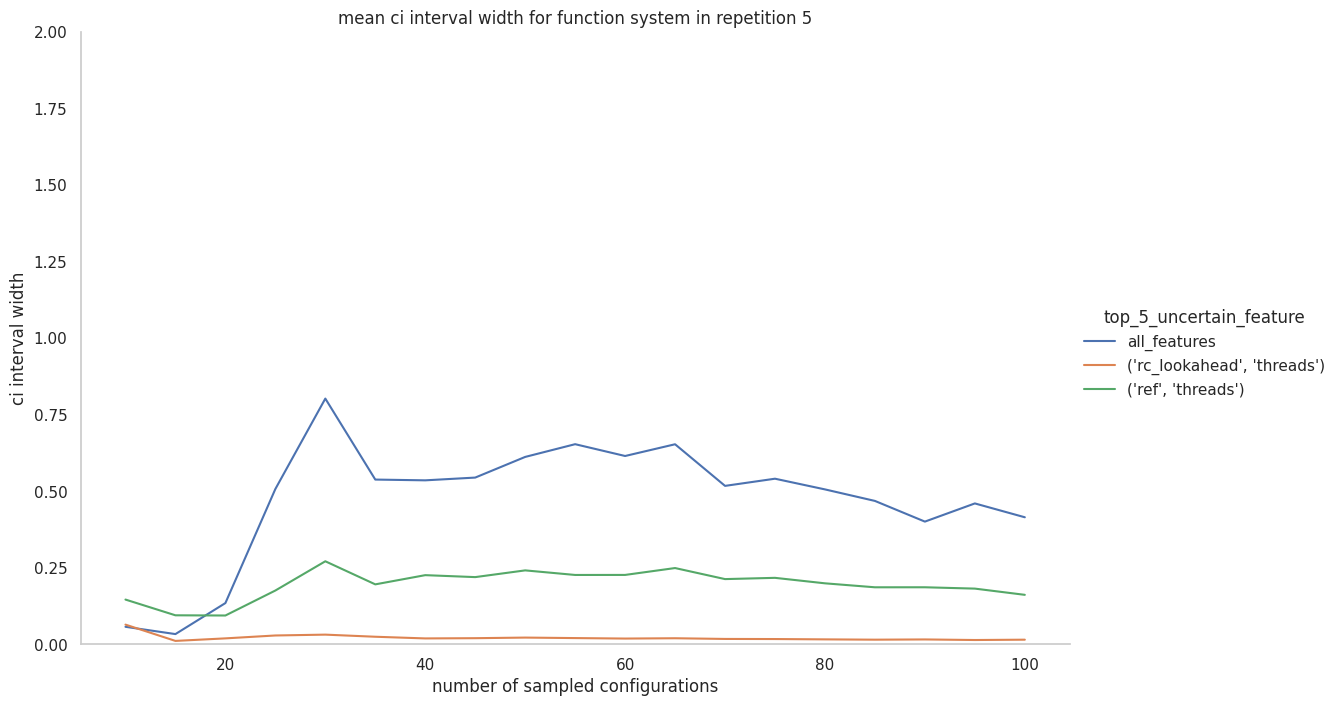 mean ci interval width for function system in repetition 5
2.00
1.75
1.50
1.25
1.00
0.75
0.50
0.25
0.00
ci interval width
20
40
60
80
100
number of sampled configurations
top_5_uncertain_feature
all_features
('rc_lookahead', 'threads')
('ref', 'threads')